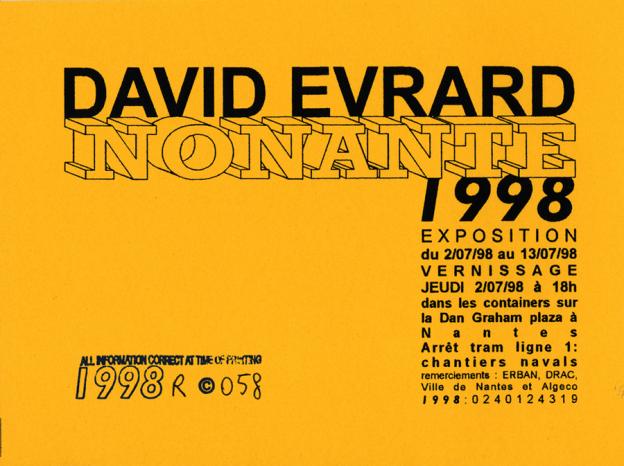 DAVID EVRARD
NONANTE
1998
EXPOSITION
du 2/07/98 au 13/07/98
VERNISSAGE
JEUDI 2/07/98 à 18h
dans les containers sur
la Dan Graham plaza à
Nantes
Arrêt tram ligne 1:
chantiers navals
remerciements : ERBAN, DRAC,
Ville de Nantes et Algeco
1998:0240124319
ALL INFORMATION CORRECT AT TIME OF PRINTING
1998 R © 058